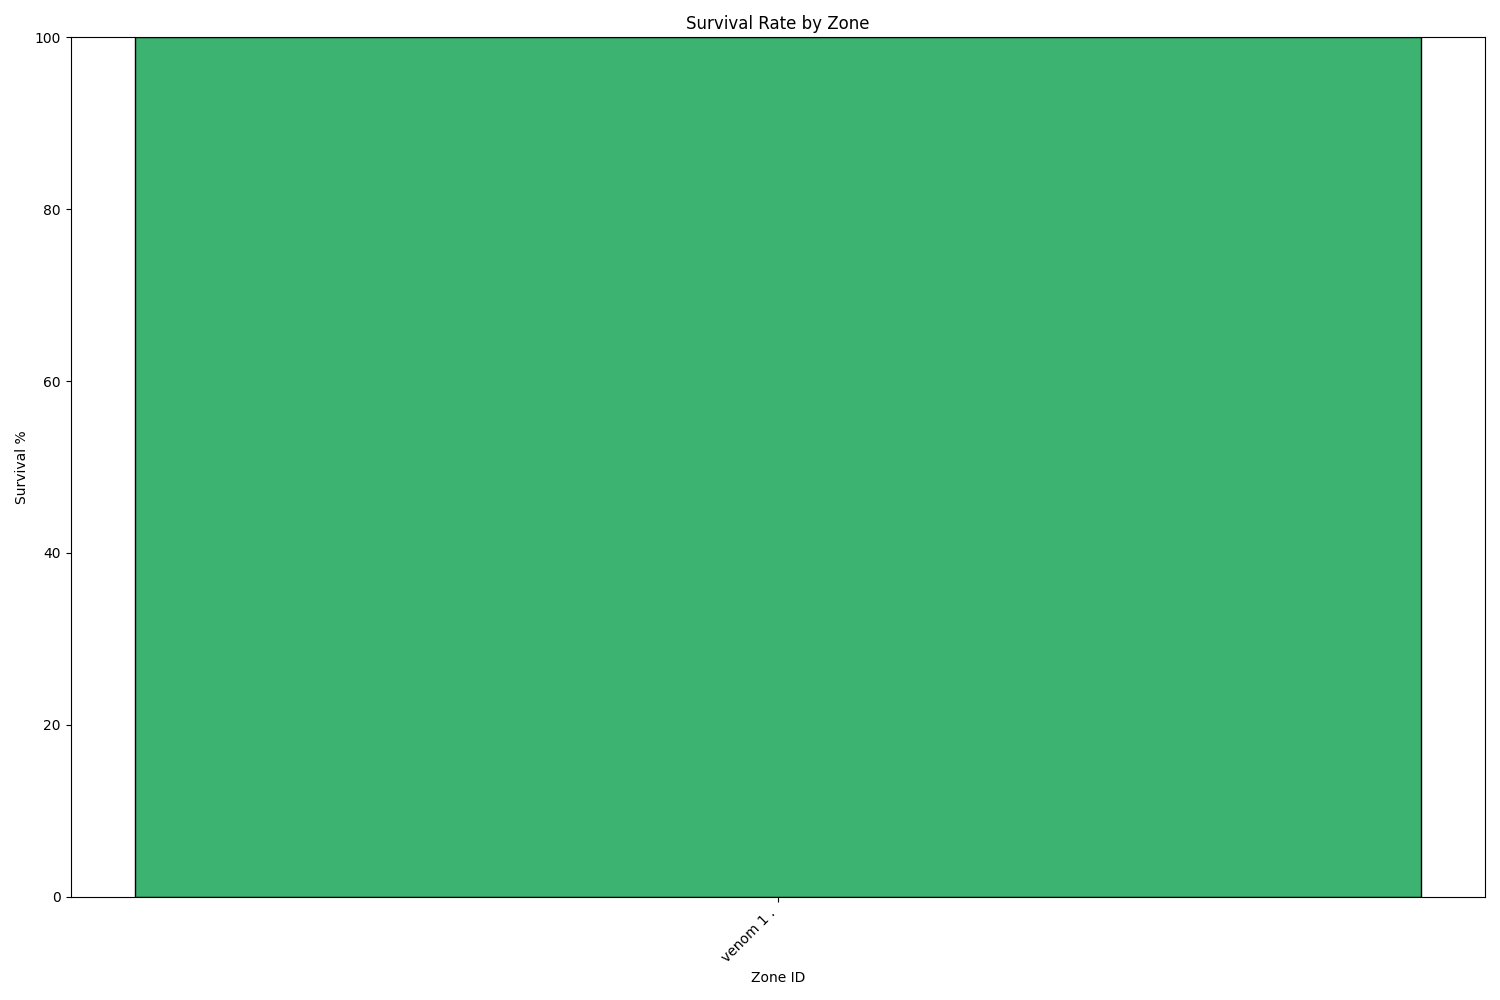 Survival Rate by Zone
100
80
60
40
20
0
Survival %
venom 1 .
Zone ID